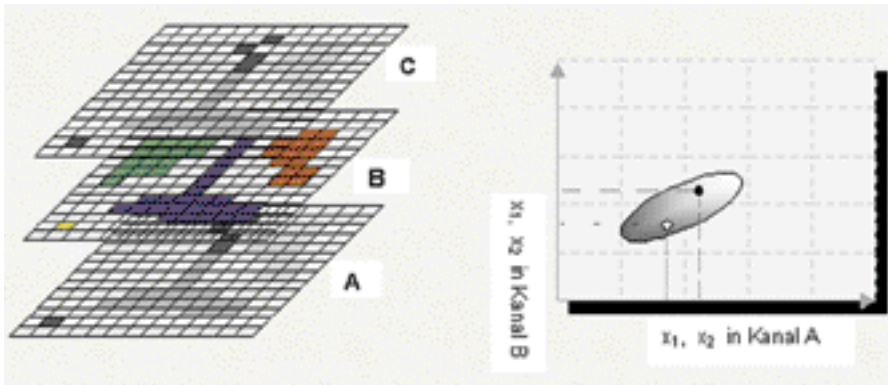 C
B
A
x₁, x₂ in Kanal B
x₁, x₂ in Kanal A